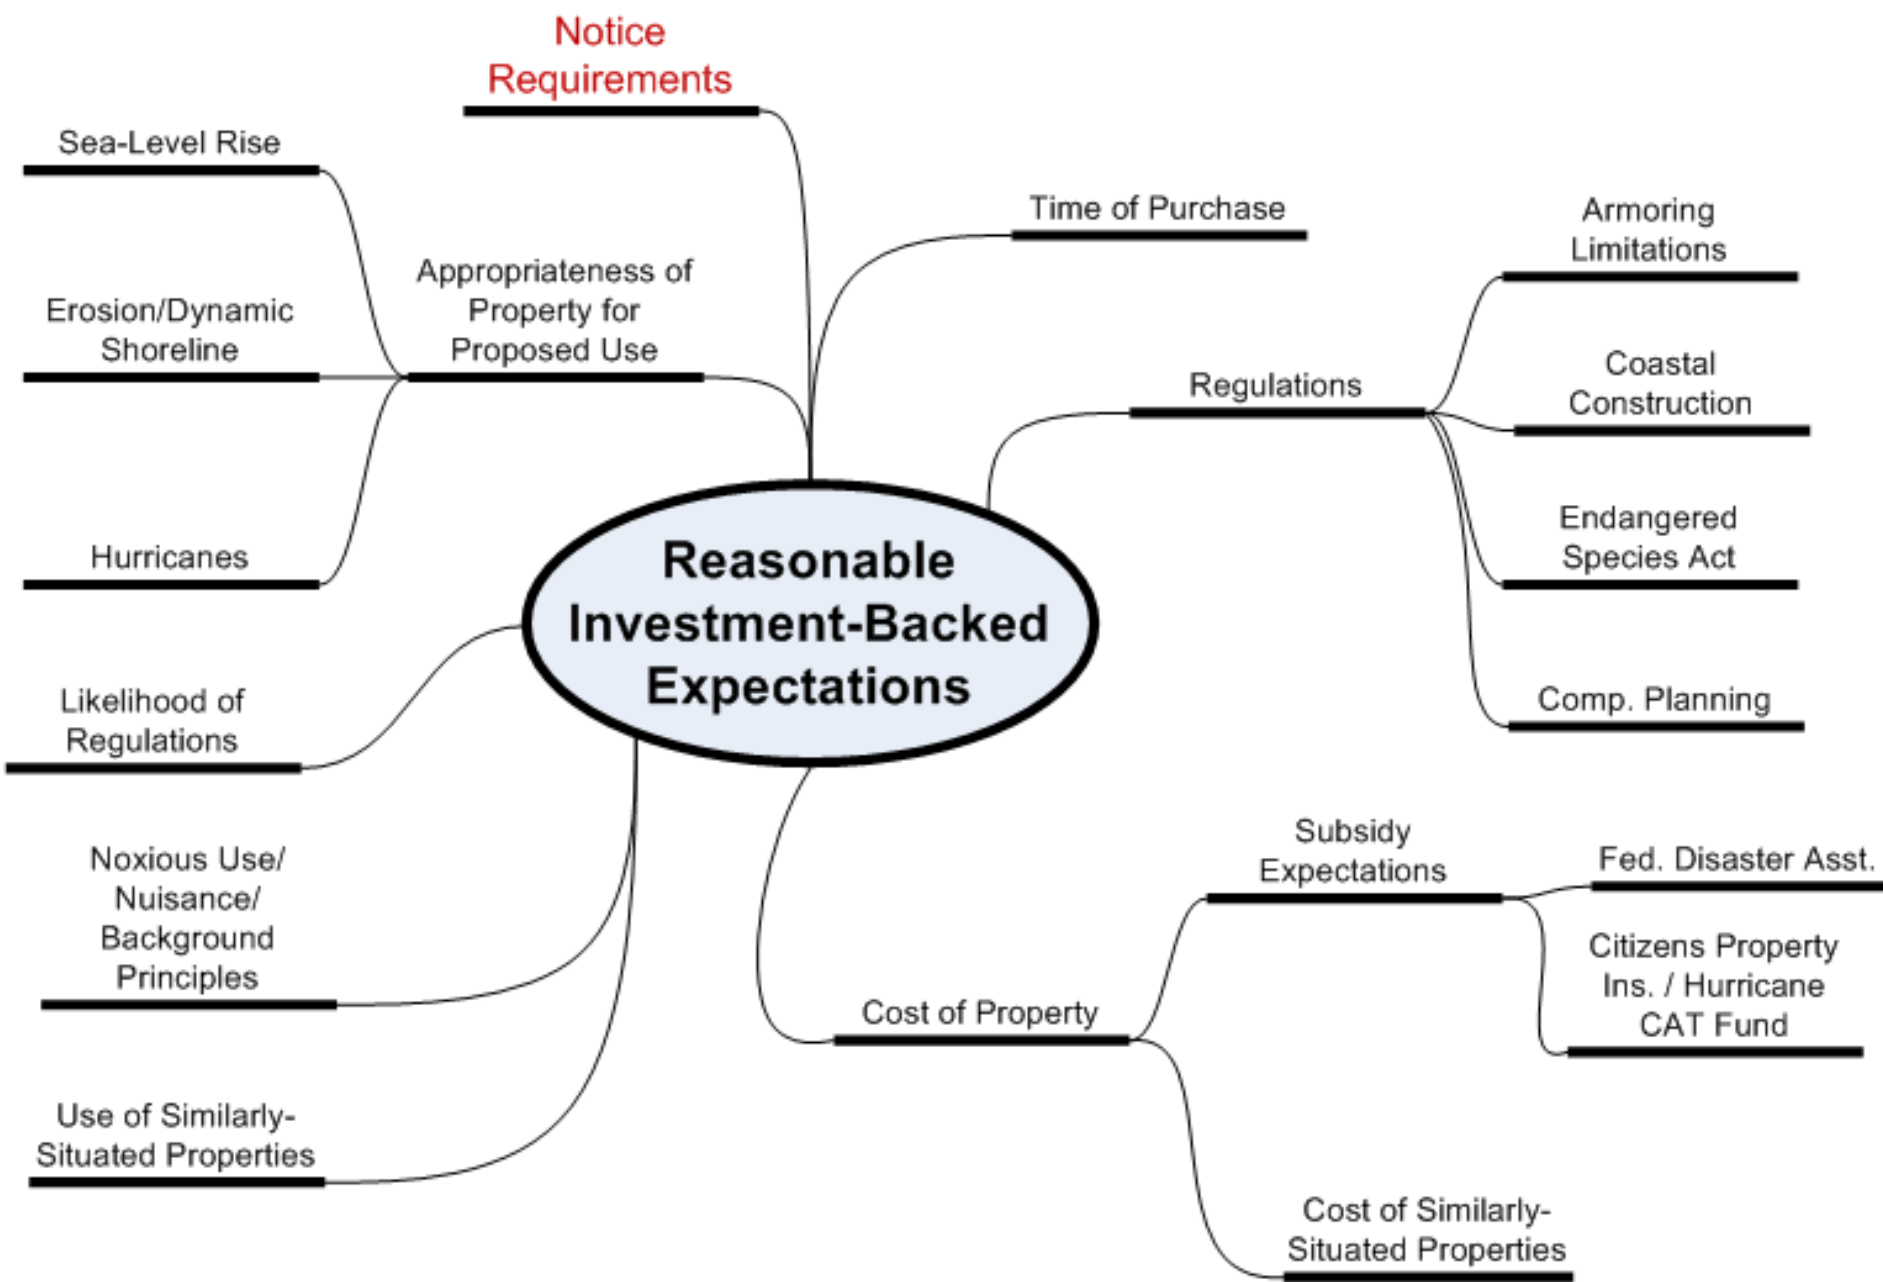 Notice
Requirements
Sea-Level Rise
Time of Purchase
Armoring
Limitations
Appropriateness of
Property for
Proposed Use
Erosion/Dynamic
Shoreline
Regulations
Coastal
Construction
Endangered
Species Act
Hurricanes
Reasonable
Investment-Backed
Expectations
Likelihood of
Regulations
Comp. Planning
Noxious Use/
Nuisance/
Background
Principles
Subsidy
Expectations
Fed. Disaster Asst.
Citizens Property
Ins. / Hurricane
CAT Fund
Cost of Property
Use of Similarly-
Situated Properties
Cost of Similarly-
Situated Properties